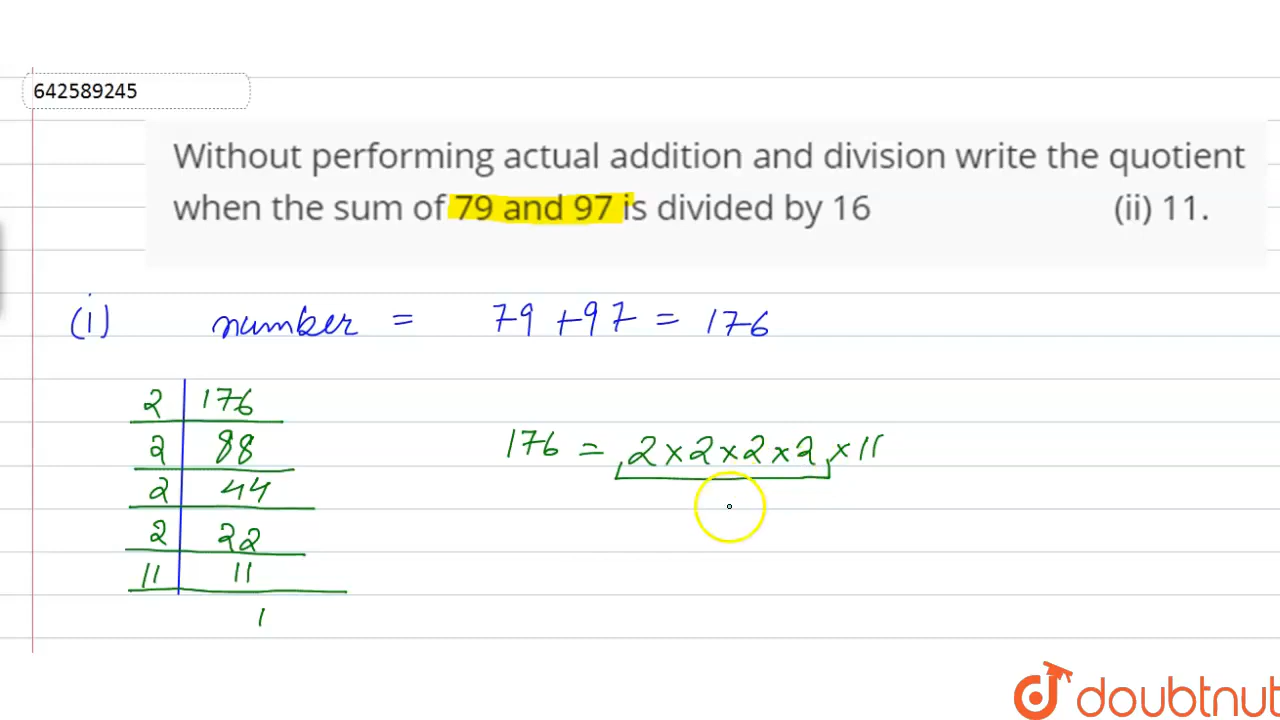 642589245
Without performing actual addition and division write the quotient
when the sum of 79 and 97 is divided by 16 (ii) 11.
(i) number = 79 + 97 = 176
2 176
2 88
2 44
2 22
11 11
1
176 = 2 × 2 × 2 × 2 × 11
doubtnut